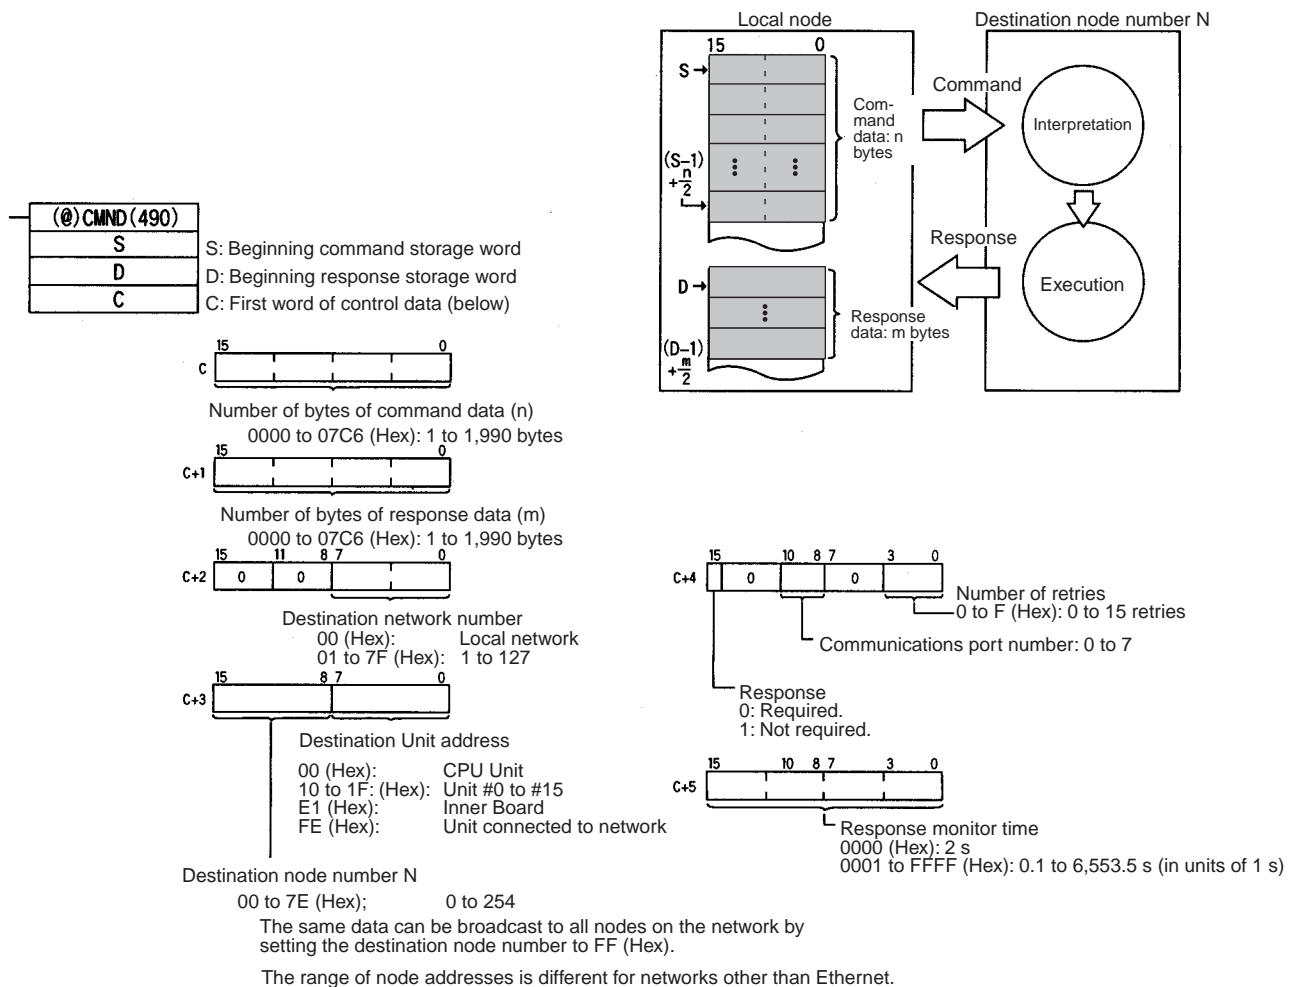 Local node
Destination node number N
15 0
S
Com-
mand
data: n
bytes
(S–1)
+n/2
D
Response
data: m bytes
(D–1)
+m/2
Command
Response
Interpretation
Execution
(@)CMND(490)
S
D
C
S: Beginning command storage word
D: Beginning response storage word
C: First word of control data (below)
15 0
C
Number of bytes of command data (n)
0000 to 07C6 (Hex): 1 to 1,990 bytes
15 0
C+1
Number of bytes of response data (m)
0000 to 07C6 (Hex): 1 to 1,990 bytes
15 11 8 7 0
C+2 0 0
Destination network number
00 (Hex): Local network
01 to 7F (Hex): 1 to 127
15 8 7 0
C+3
Destination Unit address
00 (Hex): CPU Unit
10 to 1F: (Hex): Unit #0 to #15
E1 (Hex): Inner Board
FE (Hex): Unit connected to network
Destination node number N
00 to 7E (Hex); 0 to 254
The same data can be broadcast to all nodes on the network by
setting the destination node number to FF (Hex).
The range of node addresses is different for networks other than Ethernet.
15 10 8 7 3 0
C+4 0 0
Number of retries
0 to F (Hex): 0 to 15 retries
Communications port number: 0 to 7
Response
0: Required.
1: Not required.
15 10 8 7 3 0
C+5
Response monitor time
0000 (Hex): 2 s
0001 to FFFF (Hex): 0.1 to 6,553.5 s (in units of 1 s)